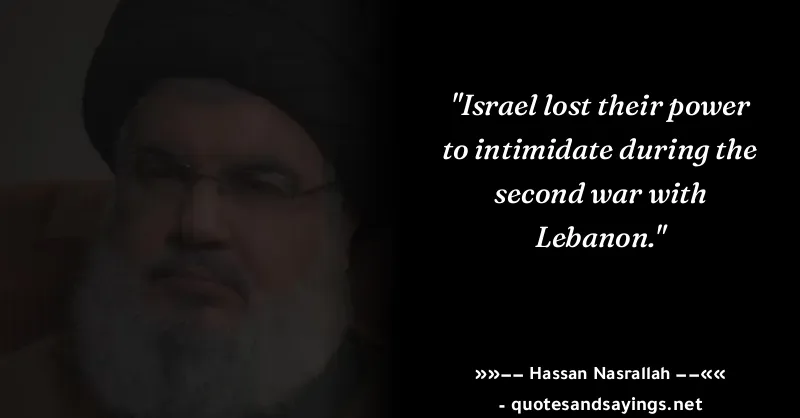 "Israel lost their power
to intimidate during the
second war with
Lebanon."
»»−− Hassan Nasrallah −−««
- quotesandsayings.net